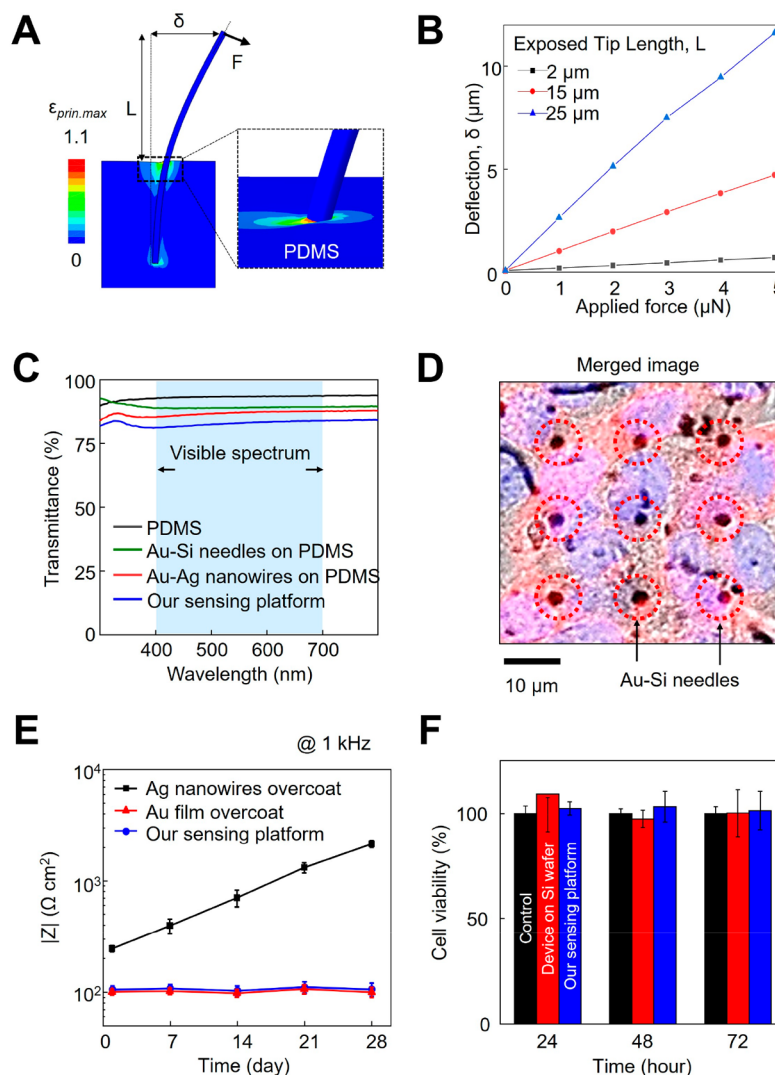 A
δ
F
L
εprin.max
1.1
0
PDMS
B
Exposed Tip Length, L
2 μm
15 μm
25 μm
Deflection, δ (μm)
10
5
0
0 1 2 3 4 5
Applied force (μN)
C
Transmittance (%)
100
75
50
25
0
Visible spectrum
PDMS
Au-Si needles on PDMS
Au-Ag nanowires on PDMS
Our sensing platform
400 500 600 700
Wavelength (nm)
D
Merged image
10 μm
Au-Si needles
E
@ 1 kHz
|Z| (Ω cm²)
10⁴
10³
10²
Ag nanowires overcoat
Au film overcoat
Our sensing platform
0 7 14 21 28
Time (day)
F
Cell viability (%)
100
50
0
Control
Device on Si wafer
Our sensing platform
24 48 72
Time (hour)